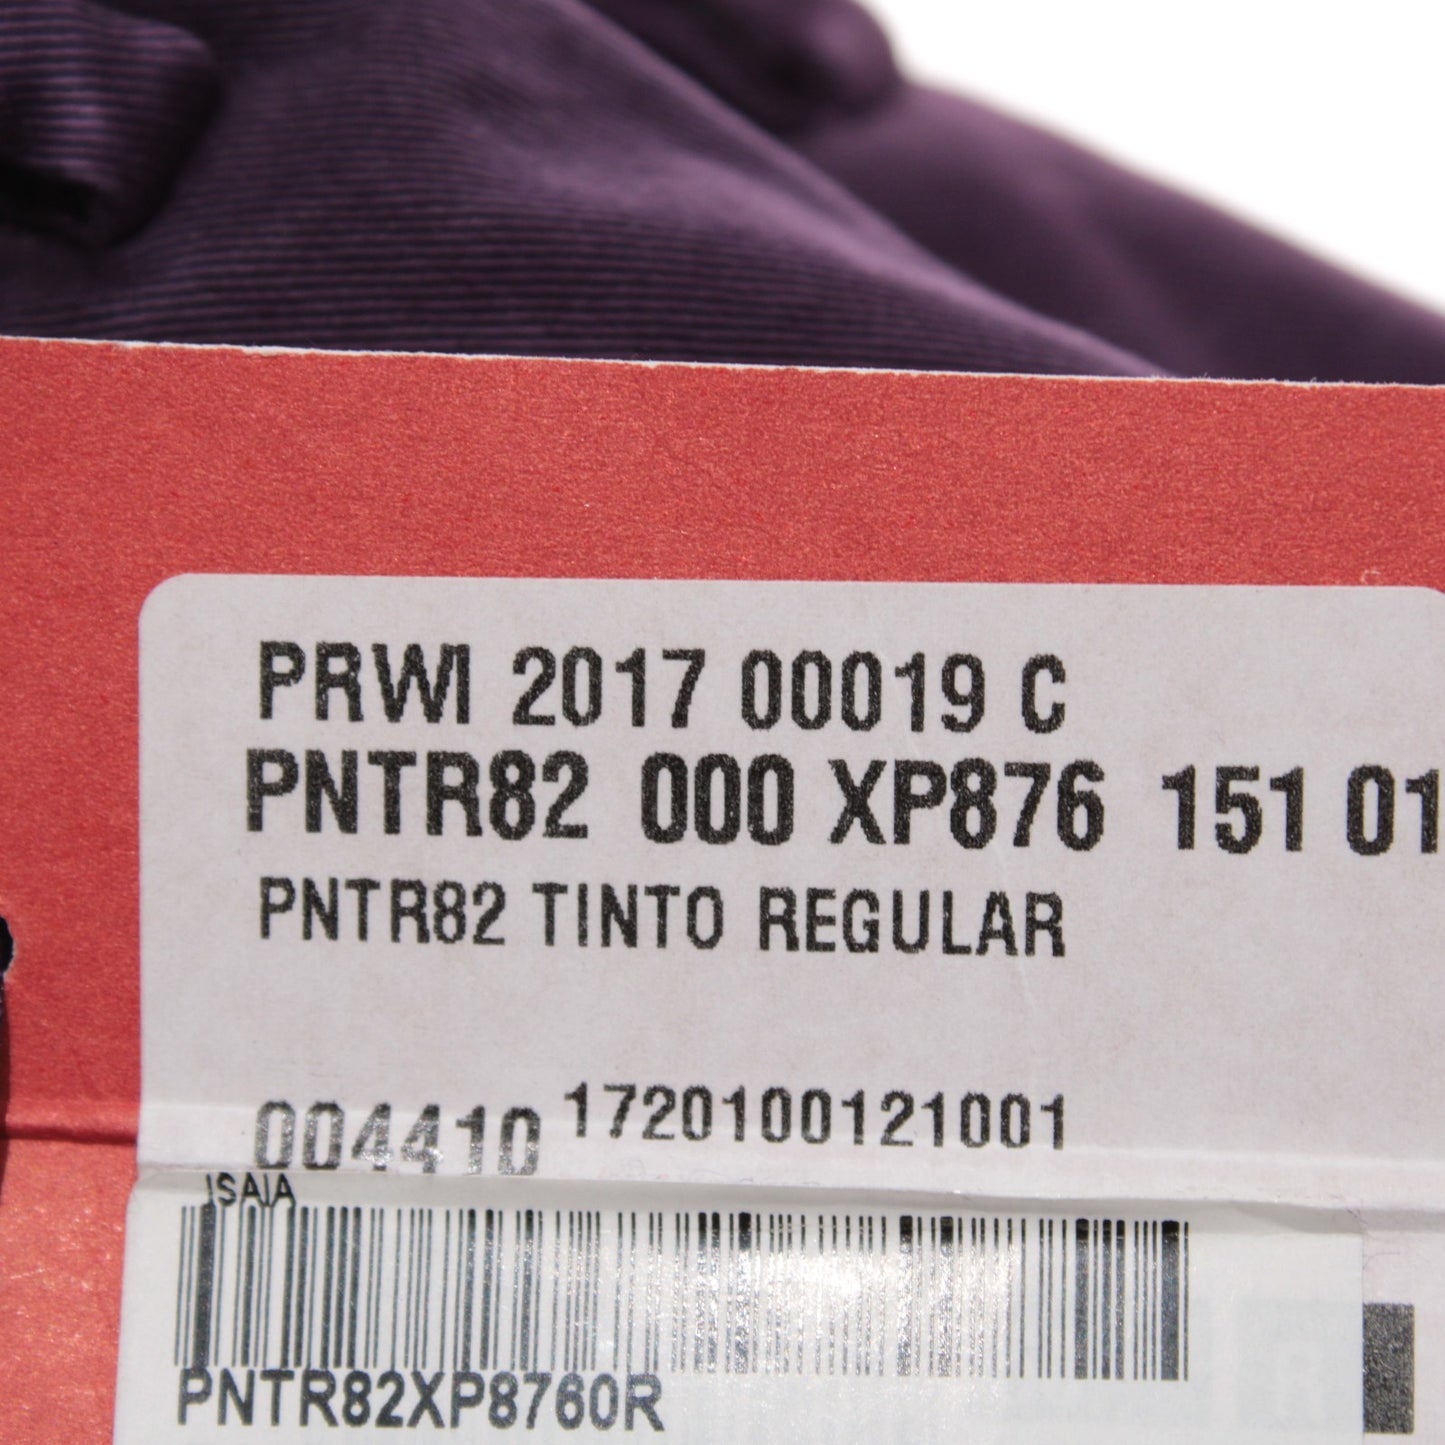 PRWI 2017 00019 C
PNTR82 000 XP876 151 01
PNTR82 TINTO REGULAR
004410 1720100121001
ISAIA
PNTR82XP8760R
R